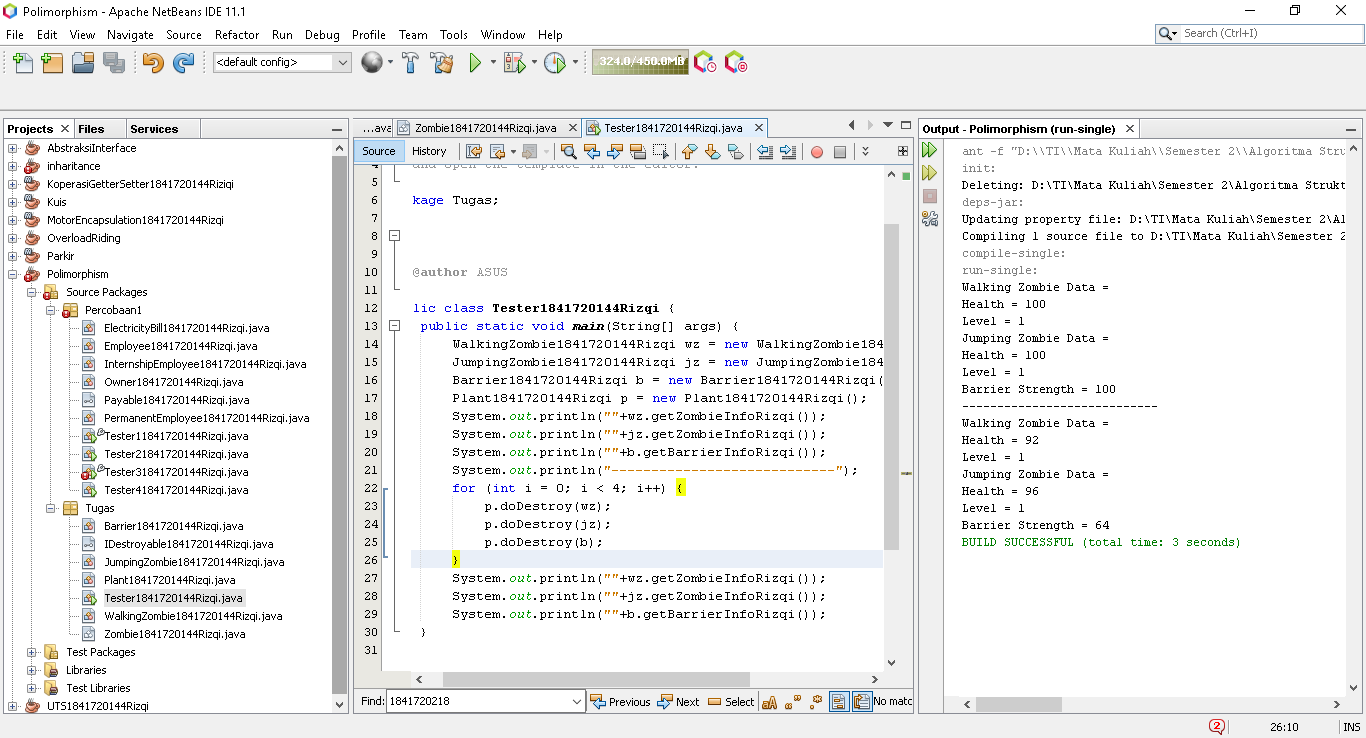 Polimorphism - Apache NetBeans IDE 11.1
File Edit View Navigate Source Refactor Run Debug Profile Team Tools Window Help
Search (Ctrl+I)
<default config>
324.0/450.0MB
Projects Files Services
AbstraksiInterface
inheritance
KoperasiGetterSetter1841720144Riziqi
Kuis
MotorEncapsulation1841720144Rizqi
OverloadRiding
Parkir
Polimorphism
Source Packages
Percobaan1
ElectricityBill1841720144Rizqi.java
Employee1841720144Rizqi.java
InternshipEmployee1841720144Rizqi.java
Owner1841720144Rizqi.java
Payable1841720144Rizqi.java
PermanentEmployee1841720144Rizqi.java
Tester11841720144Rizqi.java
Tester21841720144Rizqi.java
Tester31841720144Rizqi.java
Tester41841720144Rizqi.java
Tugas
Barrier1841720144Rizqi.java
IDestroyable1841720144Rizqi.java
JumpingZombie1841720144Rizqi.java
Plant1841720144Rizqi.java
Tester1841720144Rizqi.java
WalkingZombie1841720144Rizqi.java
Zombie1841720144Rizqi.java
Test Packages
Libraries
Test Libraries
UTS1841720144Rizqi
...ava Zombie1841720144Rizqi.java Tester1841720144Rizqi.java
Source History
4 and open the template in the editor.
5
6 kage Tugas;
7
8
9
10 @author ASUS
11
12 lic class Tester1841720144Rizqi {
13 public static void main(String[] args) {
14 WalkingZombie1841720144Rizqi wz = new WalkingZombie184
15 JumpingZombie1841720144Rizqi jz = new JumpingZombie184
16 Barrier1841720144Rizqi b = new Barrier1841720144Rizqi(
17 Plant1841720144Rizqi p = new Plant1841720144Rizqi();
18 System.out.println(""+wz.getZombieInfoRizqi());
19 System.out.println(""+jz.getZombieInfoRizqi());
20 System.out.println(""+b.getBarrierInfoRizqi());
21 System.out.println("----------------------------");
22 for (int i = 0; i < 4; i++) {
23 p.doDestroy(wz);
24 p.doDestroy(jz);
25 p.doDestroy(b);
26 }
27 System.out.println(""+wz.getZombieInfoRizqi());
28 System.out.println(""+jz.getZombieInfoRizqi());
29 System.out.println(""+b.getBarrierInfoRizqi());
30 }
31
Find: 1841720218 Previous Next Select No matc
Output - Polimorphism (run-single)
ant -f "D:\\TI\\Mata Kuliah\\Semester 2\\Algoritma Stru
init:
Deleting: D:\TI\Mata Kuliah\Semester 2\Algoritma Strukt
deps-jar:
Updating property file: D:\TI\Mata Kuliah\Semester 2\Al
Compiling 1 source file to D:\TI\Mata Kuliah\Semester 2
compile-single:
run-single:
Walking Zombie Data =
Health = 100
Level = 1
Jumping Zombie Data =
Health = 100
Level = 1
Barrier Strength = 100
----------------------------
Walking Zombie Data =
Health = 92
Level = 1
Jumping Zombie Data =
Health = 96
Level = 1
Barrier Strength = 64
BUILD SUCCESSFUL (total time: 3 seconds)
2
26:10 INS